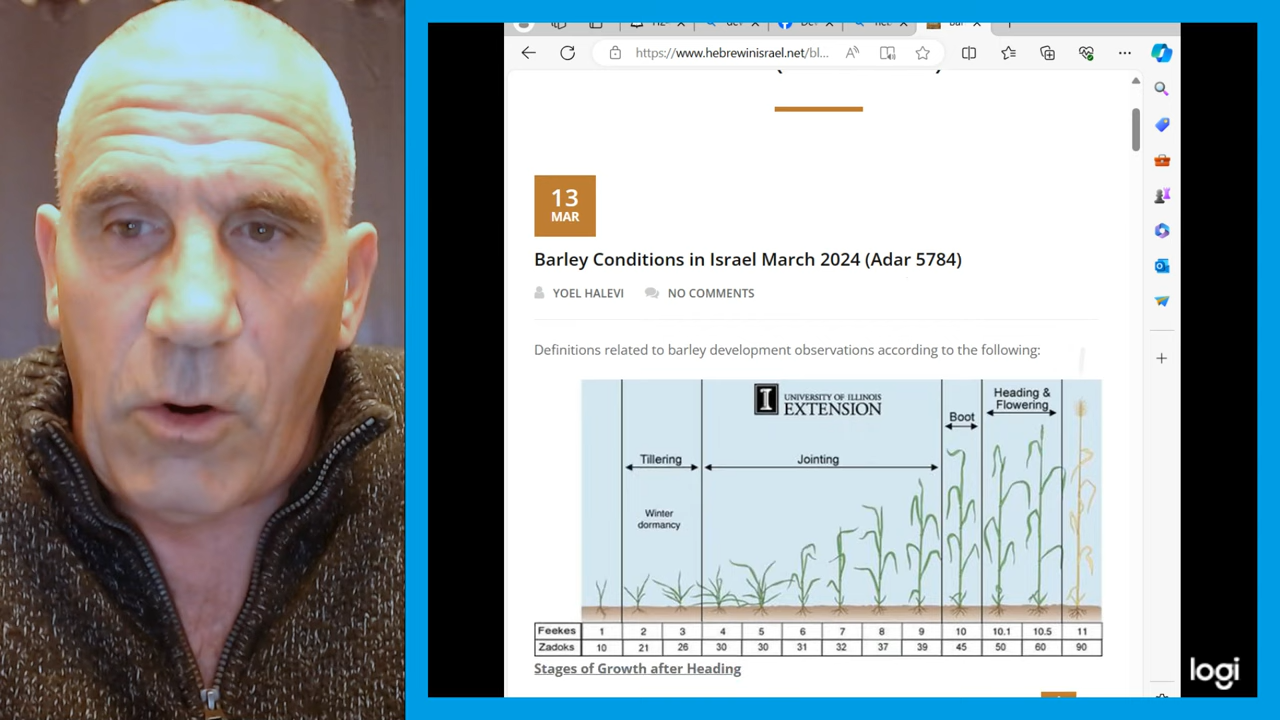 https://www.hebrewinisrael.net/bl...
13
MAR
Barley Conditions in Israel March 2024 (Adar 5784)
YOEL HALEVI NO COMMENTS
Definitions related to barley development observations according to the following:
I UNIVERSITY OF ILLINOIS
EXTENSION
Heading &
Flowering
Boot
Tillering Jointing
Winter
dormancy
Feekes 1 2 3 4 5 6 7 8 9 10 10.1 10.5 11
Zadoks 10 21 26 30 30 31 32 37 39 45 50 60 90
Stages of Growth after Heading
logi